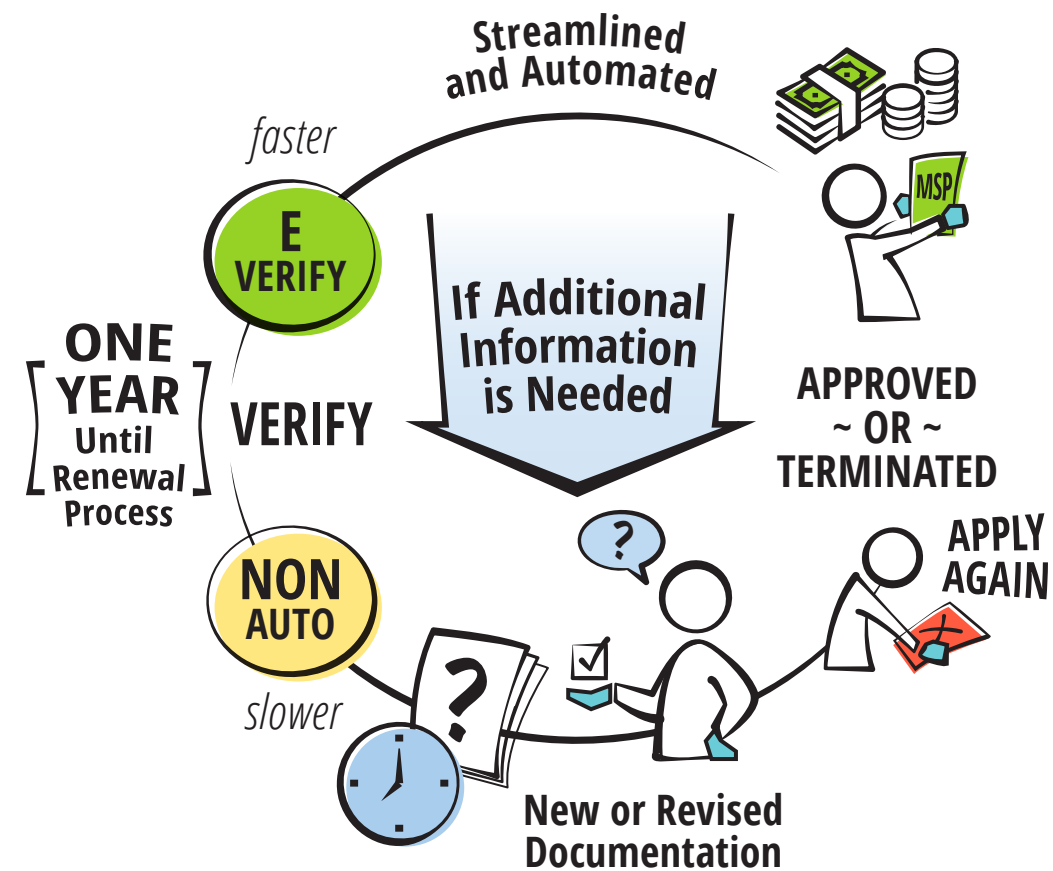 Streamlined
and Automated
faster
E
VERIFY
MSP
If Additional
Information
is Needed
ONE
YEAR
Until
Renewal
Process
VERIFY
APPROVED
~ OR ~
TERMINATED
?
APPLY
AGAIN
NON
AUTO
slower
?
New or Revised
Documentation